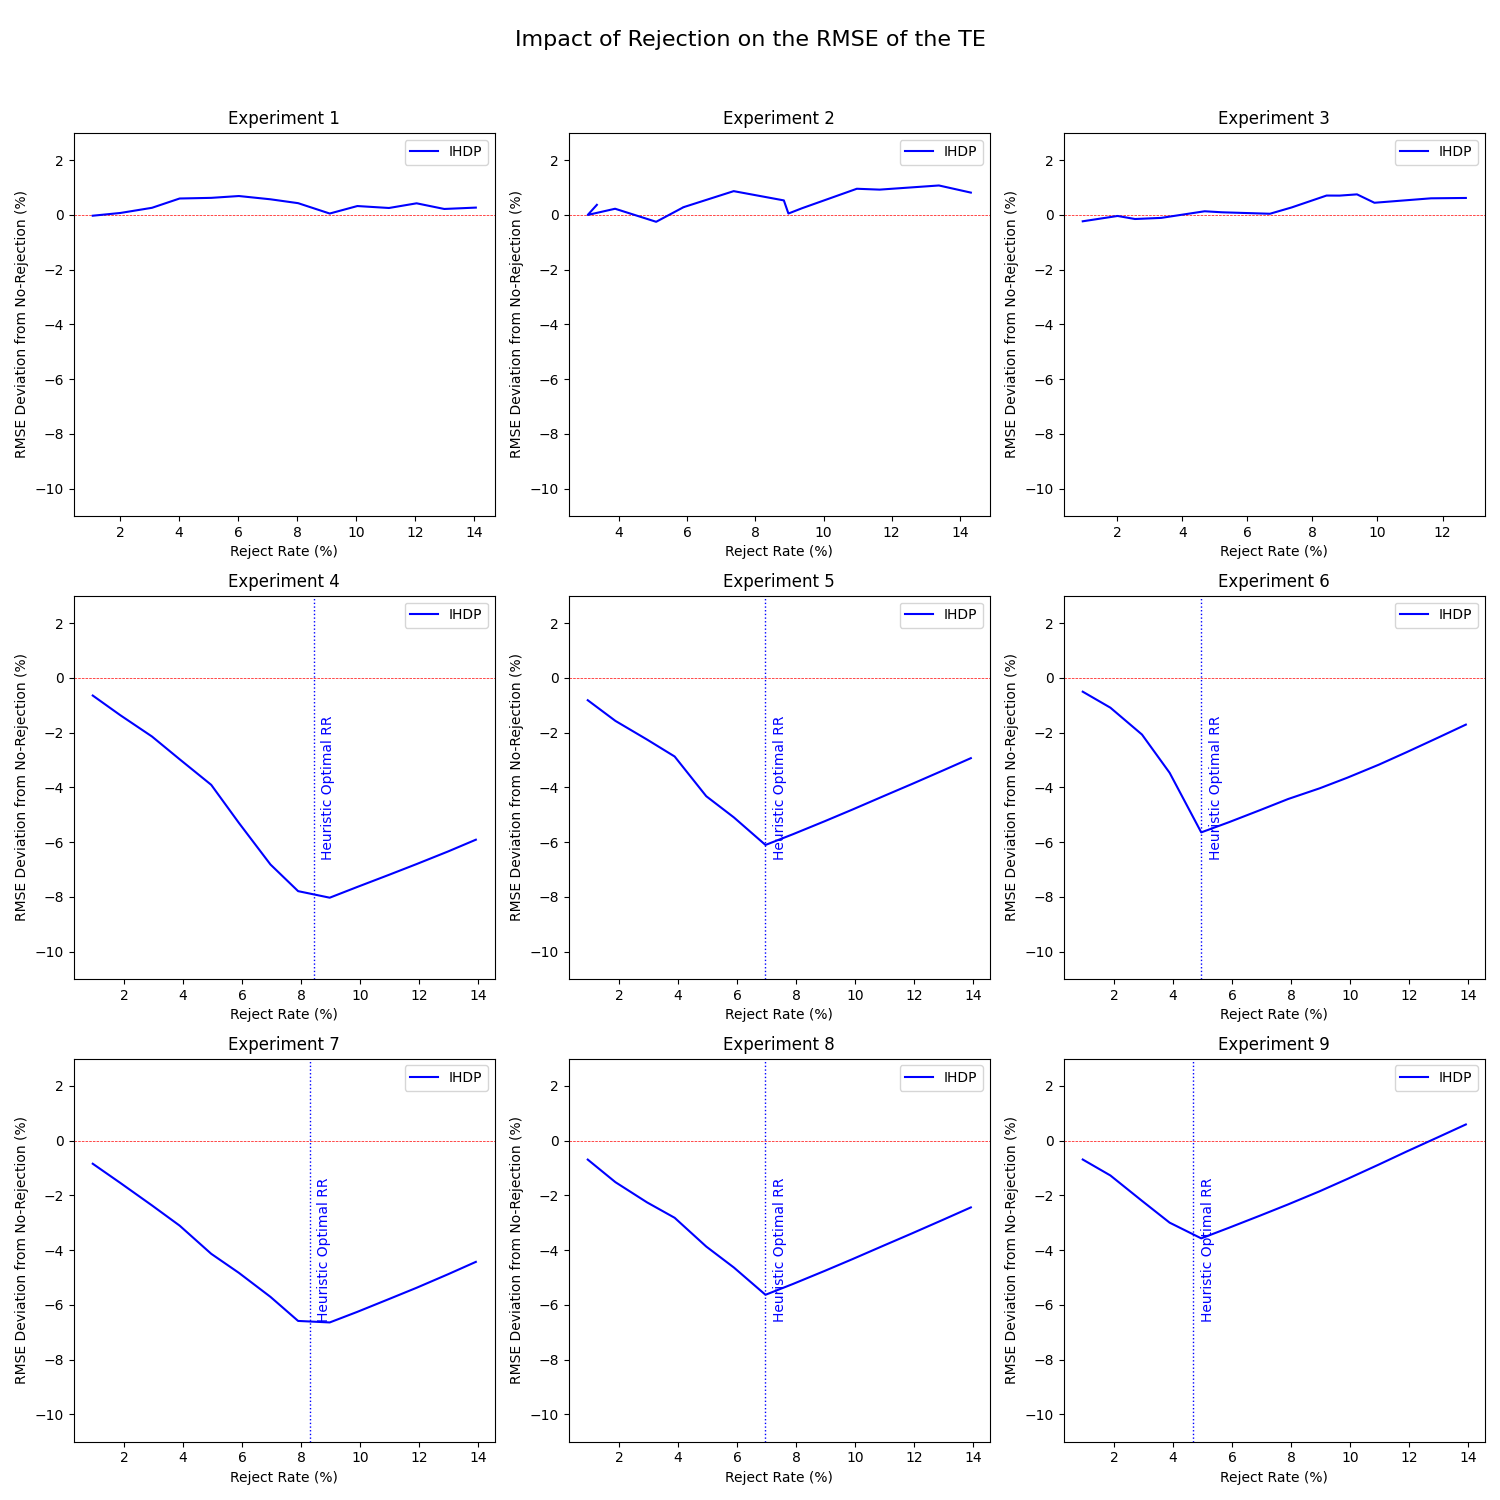 Impact of Rejection on the RMSE of the TE
Experiment 1
IHDP
RMSE Deviation from No-Rejection (%)
2
0
−2
−4
−6
−8
−10
2 4 6 8 10 12 14
Reject Rate (%)
Experiment 2
IHDP
RMSE Deviation from No-Rejection (%)
2
0
−2
−4
−6
−8
−10
4 6 8 10 12 14
Reject Rate (%)
Experiment 3
IHDP
RMSE Deviation from No-Rejection (%)
2
0
−2
−4
−6
−8
−10
2 4 6 8 10 12
Reject Rate (%)
Experiment 4
IHDP
RMSE Deviation from No-Rejection (%)
2
0
−2
−4
−6
−8
−10
Heuristic Optimal RR
2 4 6 8 10 12 14
Reject Rate (%)
Experiment 5
IHDP
RMSE Deviation from No-Rejection (%)
2
0
−2
−4
−6
−8
−10
Heuristic Optimal RR
2 4 6 8 10 12 14
Reject Rate (%)
Experiment 6
IHDP
RMSE Deviation from No-Rejection (%)
2
0
−2
−4
−6
−8
−10
Heuristic Optimal RR
2 4 6 8 10 12 14
Reject Rate (%)
Experiment 7
IHDP
RMSE Deviation from No-Rejection (%)
2
0
−2
−4
−6
−8
−10
Heuristic Optimal RR
2 4 6 8 10 12 14
Reject Rate (%)
Experiment 8
IHDP
RMSE Deviation from No-Rejection (%)
2
0
−2
−4
−6
−8
−10
Heuristic Optimal RR
2 4 6 8 10 12 14
Reject Rate (%)
Experiment 9
IHDP
RMSE Deviation from No-Rejection (%)
2
0
−2
−4
−6
−8
−10
Heuristic Optimal RR
2 4 6 8 10 12 14
Reject Rate (%)